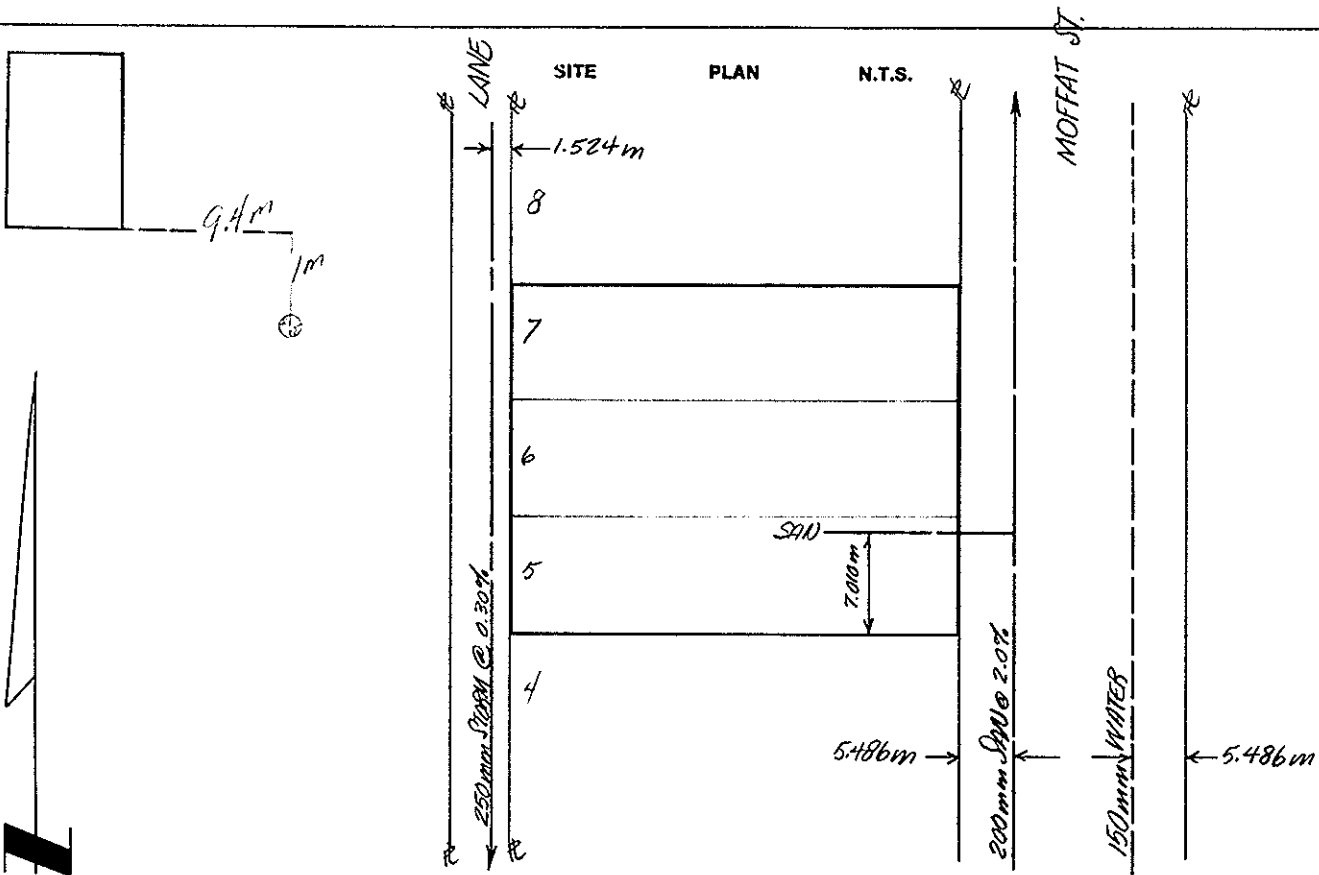 SITE PLAN N.T.S.
LANE
MOFFAT ST.
1.524m
9.4m
1m
8
7
6
5
4
SAN
7.010m
250mm STORM @ 0.30%
200mm SAN @ 2.0%
150mm WATER
5.486m
5.486m